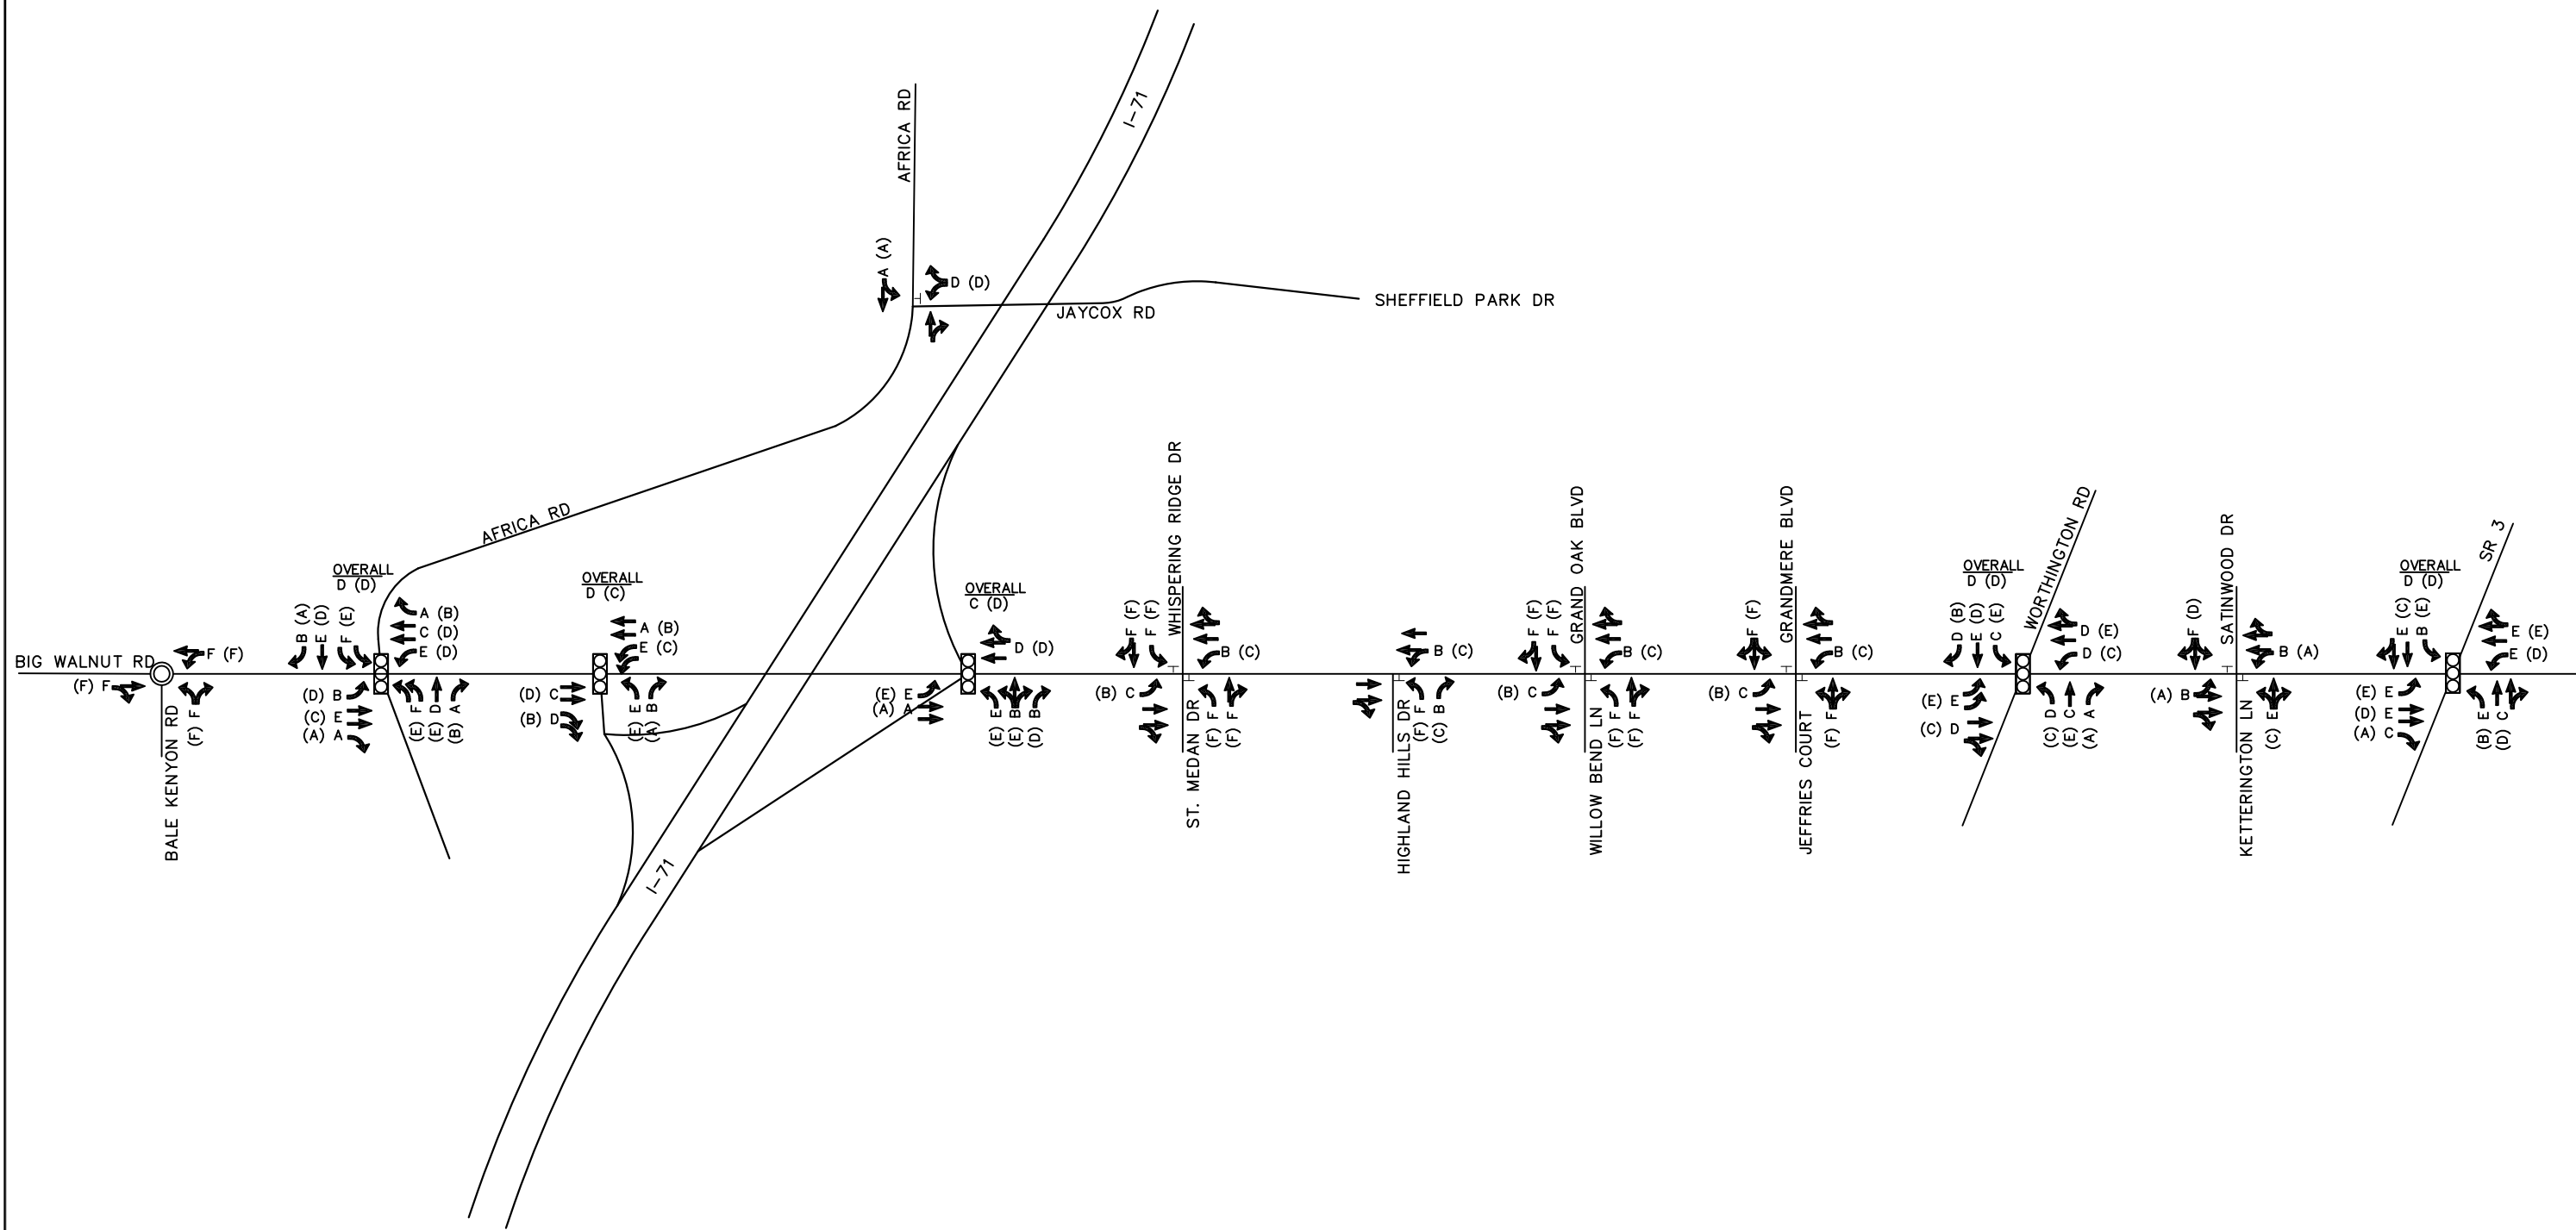 I-71
AFRICA RD
A (A)
D (D)
JAYCOX RD
SHEFFIELD PARK DR
AFRICA RD
BIG WALNUT RD
F (F)
(F) F
(F) F
BALE KENYON RD
OVERALL
D (D)
B (A)
E (D)
F (E)
A (B)
C (D)
E (D)
(D) B
(C) E
(A) A
(E) F
(E) D
(B) A
OVERALL
D (C)
A (B)
E (C)
(D) C
(B) D
(E) E
(A) B
I-71
OVERALL
C (D)
D (D)
(E) E
(A) A
(E) E
(E) B
(D) B
WHISPERING RIDGE DR
F (F)
F (F)
B (C)
(B) C
(F) F
(F) F
ST. MEDAN DR
B (C)
(F) F
(C) B
HIGHLAND HILLS DR
GRAND OAK BLVD
F (F)
F (F)
B (C)
(B) C
(F) F
(F) F
WILLOW BEND LN
GRANDMERE BLVD
F (F)
B (C)
(B) C
(F) F
JEFFRIES COURT
OVERALL
D (D)
WORTHINGTON RD
D (B)
E (D)
C (E)
D (E)
D (C)
(E) E
(C) D
(C) D
(E) C
(A) A
SATINWOOD DR
F (D)
B (A)
(A) B
(C) E
KETTERINGTON LN
OVERALL
D (D)
SR 3
E (C)
B (E)
E (E)
E (D)
(E) E
(D) E
(A) C
(B) E
(D) C